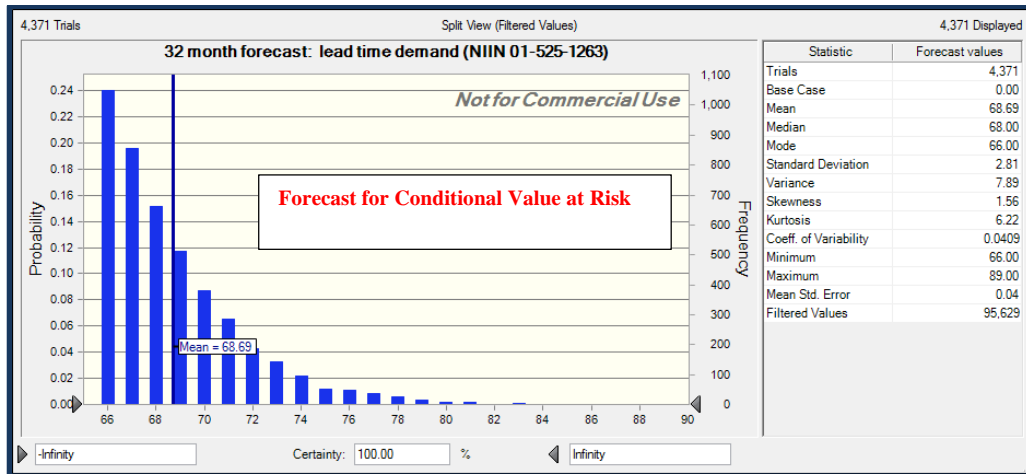 4,371 Trials Split View (Filtered Values) 4,371 Displayed
32 month forecast: lead time demand (NIIN 01-525-1263)
Not for Commercial Use
Forecast for Conditional Value at Risk
Probability
0.24
0.22
0.20
0.18
0.16
0.14
0.12
0.10
0.08
0.06
0.04
0.02
0.00
Mean = 68.69
66 68 70 72 74 76 78 80 82 84 86 88 90
1,100
1,000
900
800
700
600
500
400
300
200
100
0
Frequency
Statistic Forecast values
Trials 4,371
Base Case 0.00
Mean 68.69
Median 68.00
Mode 66.00
Standard Deviation 2.81
Variance 7.89
Skewness 1.56
Kurtosis 6.22
Coeff. of Variability 0.0409
Minimum 66.00
Maximum 89.00
Mean Std. Error 0.04
Filtered Values 95,629
-Infinity Certainty: 100.00 % Infinity